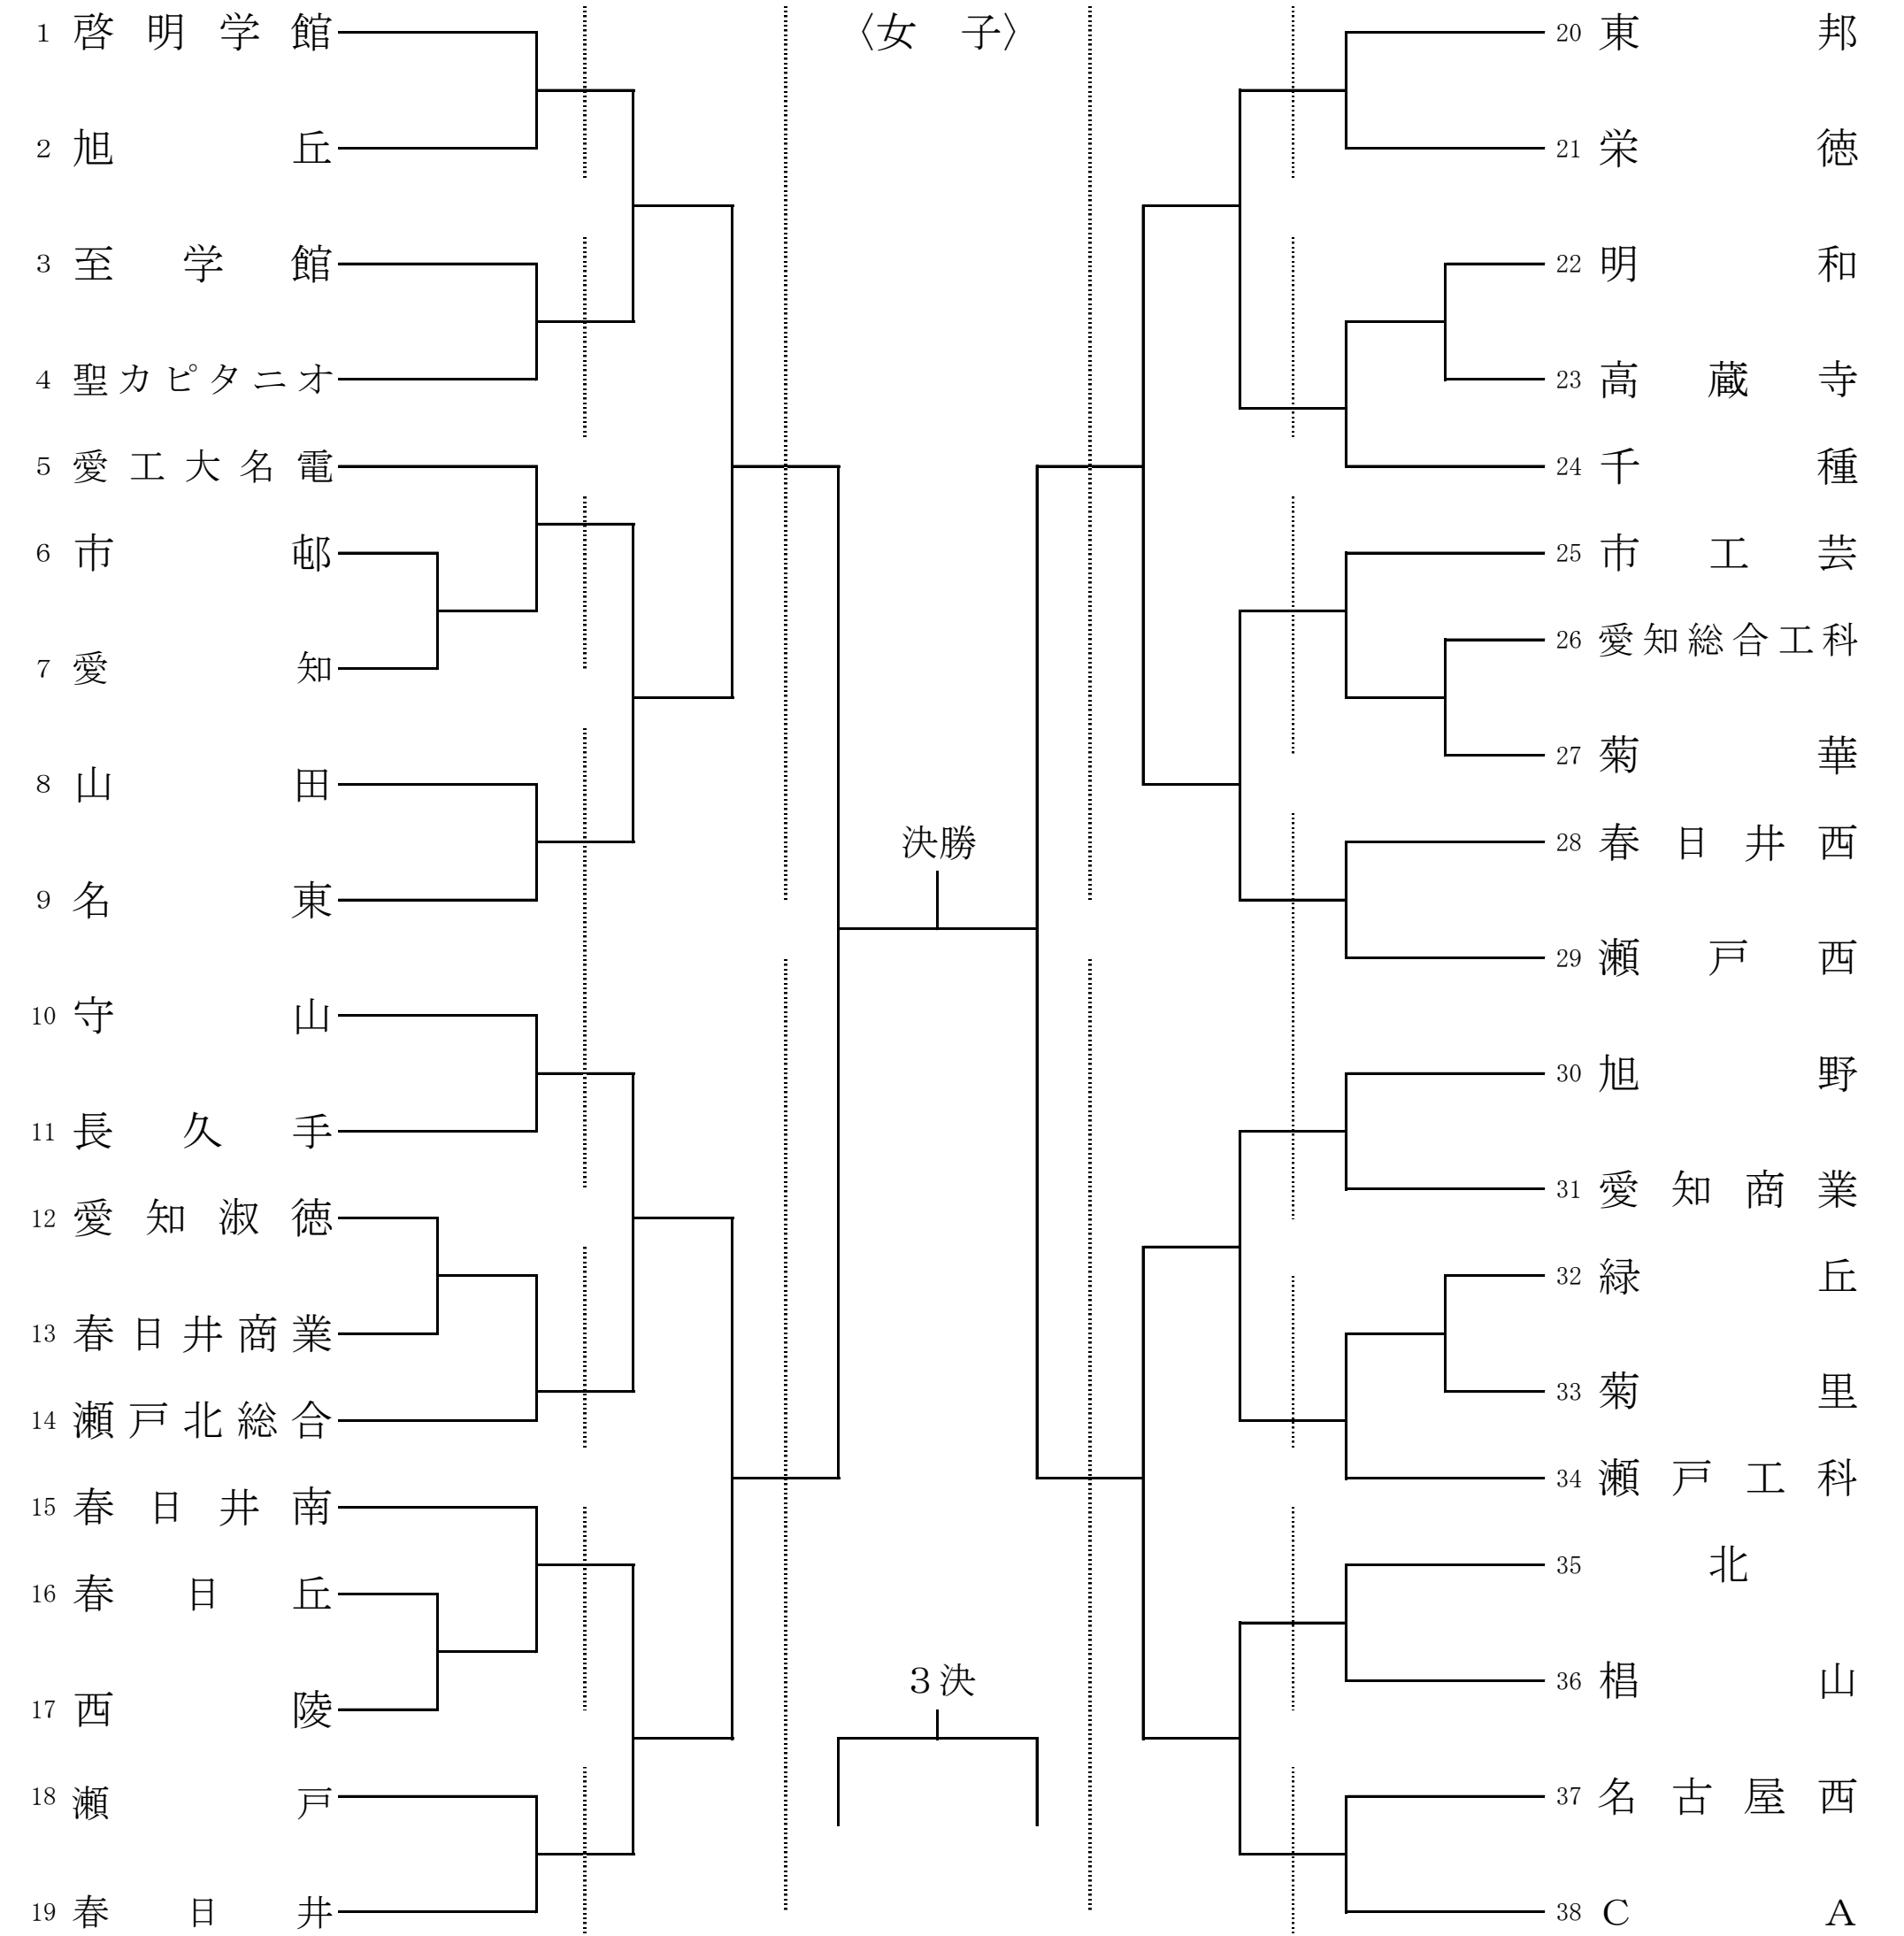 〈女 子〉
1 啓明学館
2 旭丘
3 至学館
4 聖カピタニオ
5 愛工大名電
6 市邨
7 愛知
8 山田
9 名東
10 守山
11 長久手
12 愛知淑徳
13 春日井商業
14 瀬戸北総合
15 春日井南
16 春日丘
17 西陵
18 瀬戸
19 春日井
決勝
３決
20 東邦
21 栄徳
22 明和
23 高蔵寺
24 千種
25 市工芸
26 愛知総合工科
27 菊華
28 春日井西
29 瀬戸西
30 旭野
31 愛知商業
32 緑丘
33 菊里
34 瀬戸工科
35 北
36 椙山
37 名古屋西
38 ＣＡ